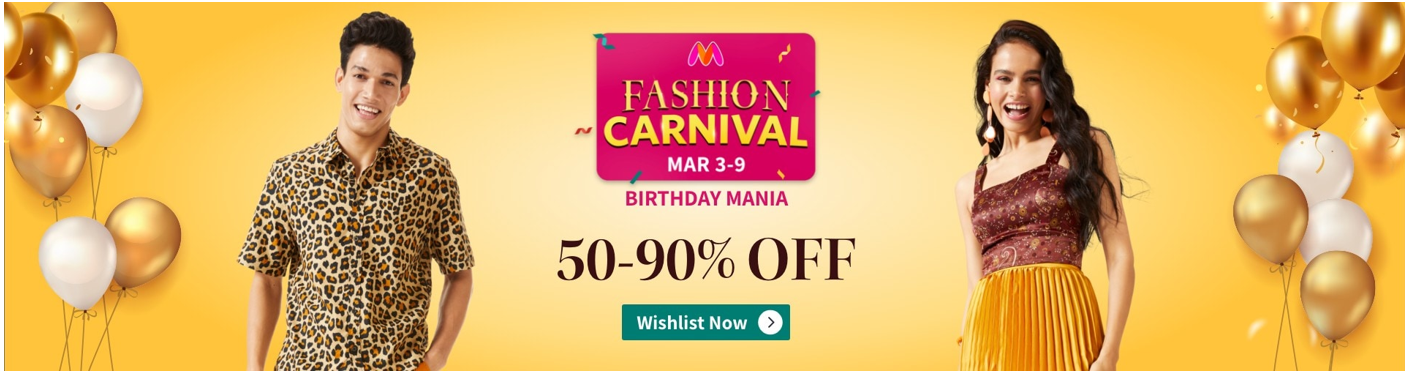 FASHION
CARNIVAL
MAR 3-9
BIRTHDAY MANIA
50-90% OFF
Wishlist Now